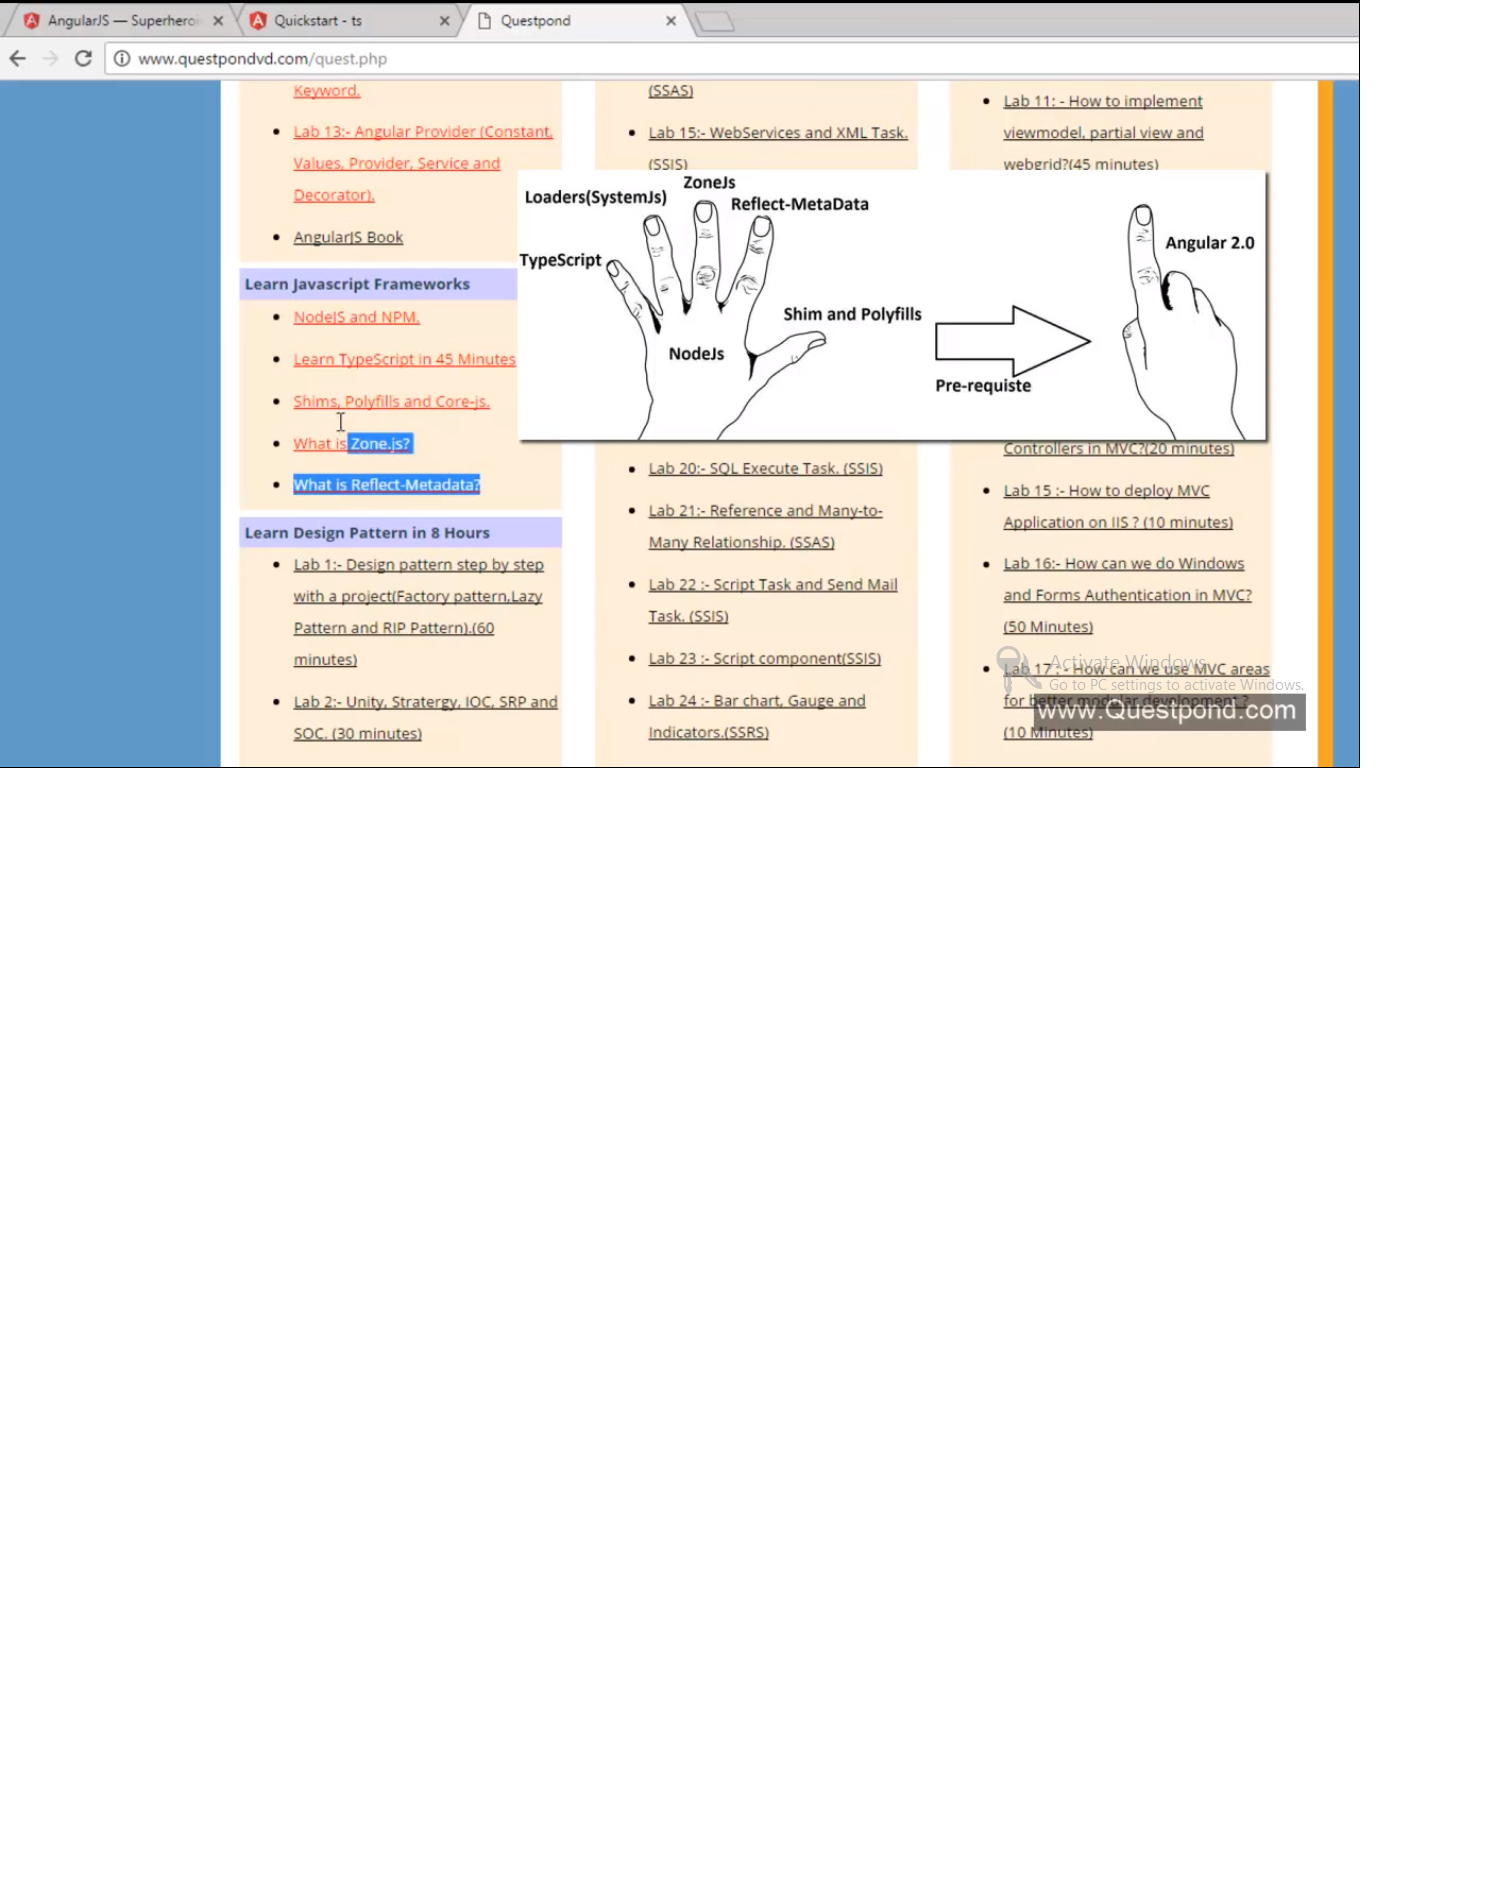 AngularJS — Superheroi
Quickstart - ts
Questpond
www.questpondvd.com/quest.php
Keyword.
Lab 13:- Angular Provider (Constant,
Values, Provider, Service and
Decorator).
AngularJS Book
Learn Javascript Frameworks
NodeJS and NPM.
Learn TypeScript in 45 Minutes
Shims, Polyfills and Core-js.
What is Zone.js?
What is Reflect-Metadata?
Learn Design Pattern in 8 Hours
Lab 1:- Design pattern step by step
with a project(Factory pattern,Lazy
Pattern and RIP Pattern).(60
minutes)
Lab 2:- Unity, Stratergy, IOC, SRP and
SOC. (30 minutes)
(SSAS)
Lab 15:- WebServices and XML Task.
(SSIS)
ZoneJs
Loaders(SystemJs)
Reflect-MetaData
TypeScript
Shim and Polyfills
NodeJs
Pre-requiste
Angular 2.0
Lab 20:- SQL Execute Task. (SSIS)
Lab 21:- Reference and Many-to-
Many Relationship. (SSAS)
Lab 22 :- Script Task and Send Mail
Task. (SSIS)
Lab 23 :- Script component(SSIS)
Lab 24 :- Bar chart, Gauge and
Indicators.(SSRS)
Lab 11: - How to implement
viewmodel, partial view and
webgrid?(45 minutes)
Controllers in MVC?(20 minutes)
Lab 15 :- How to deploy MVC
Application on IIS ? (10 minutes)
Lab 16:- How can we do Windows
and Forms Authentication in MVC?
(50 Minutes)
Lab 17 : - How can we use MVC areas
for better modular development ?
(10 Minutes)
Activate Windows
Go to PC settings to activate Windows.
www.Questpond.com